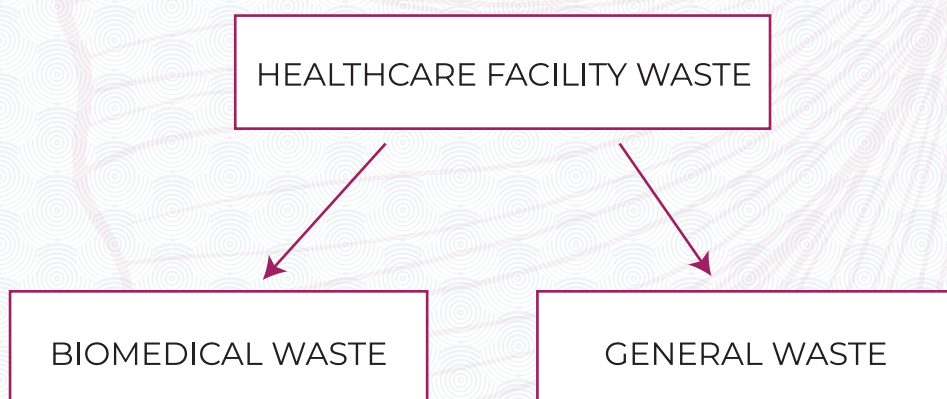 HEALTHCARE FACILITY WASTE
BIOMEDICAL WASTE
GENERAL WASTE